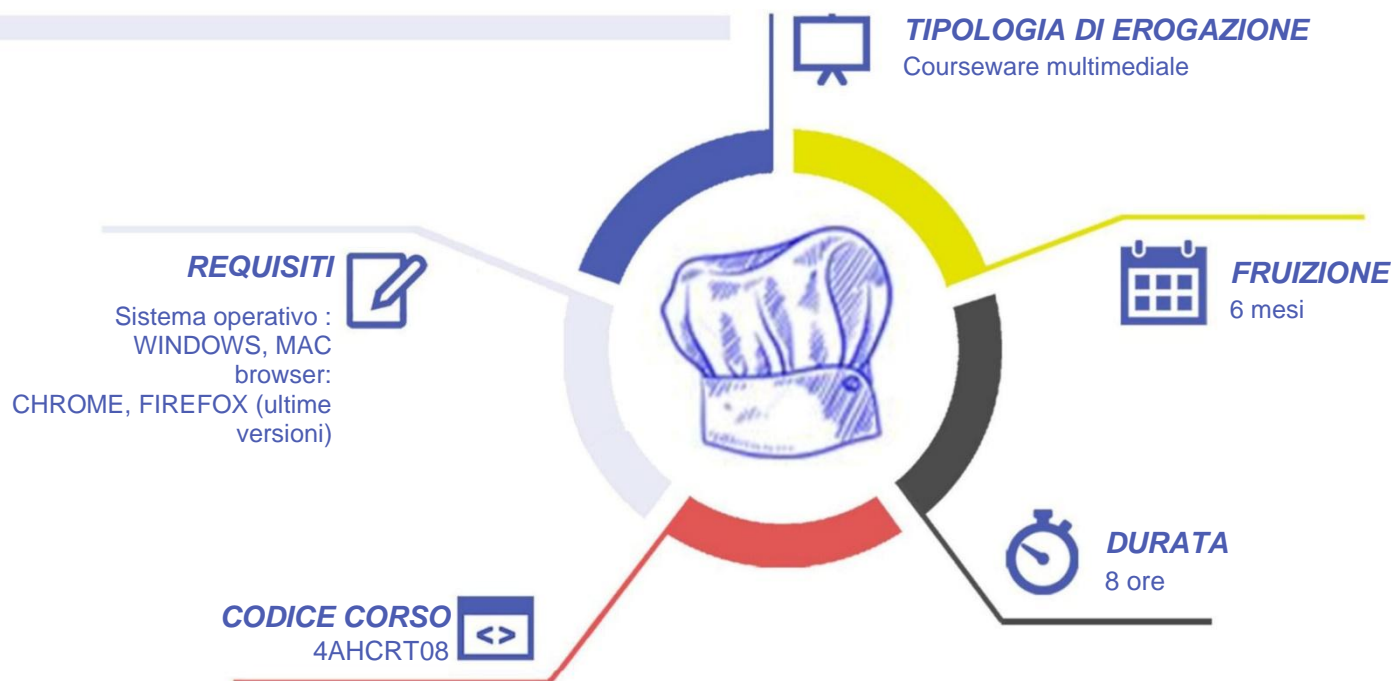 TIPOLOGIA DI EROGAZIONE
Courseware multimediale
REQUISITI
Sistema operativo :
WINDOWS, MAC
browser:
CHROME, FIREFOX (ultime
versioni)
FRUIZIONE
6 mesi
DURATA
8 ore
CODICE CORSO
<>
4AHCRT08